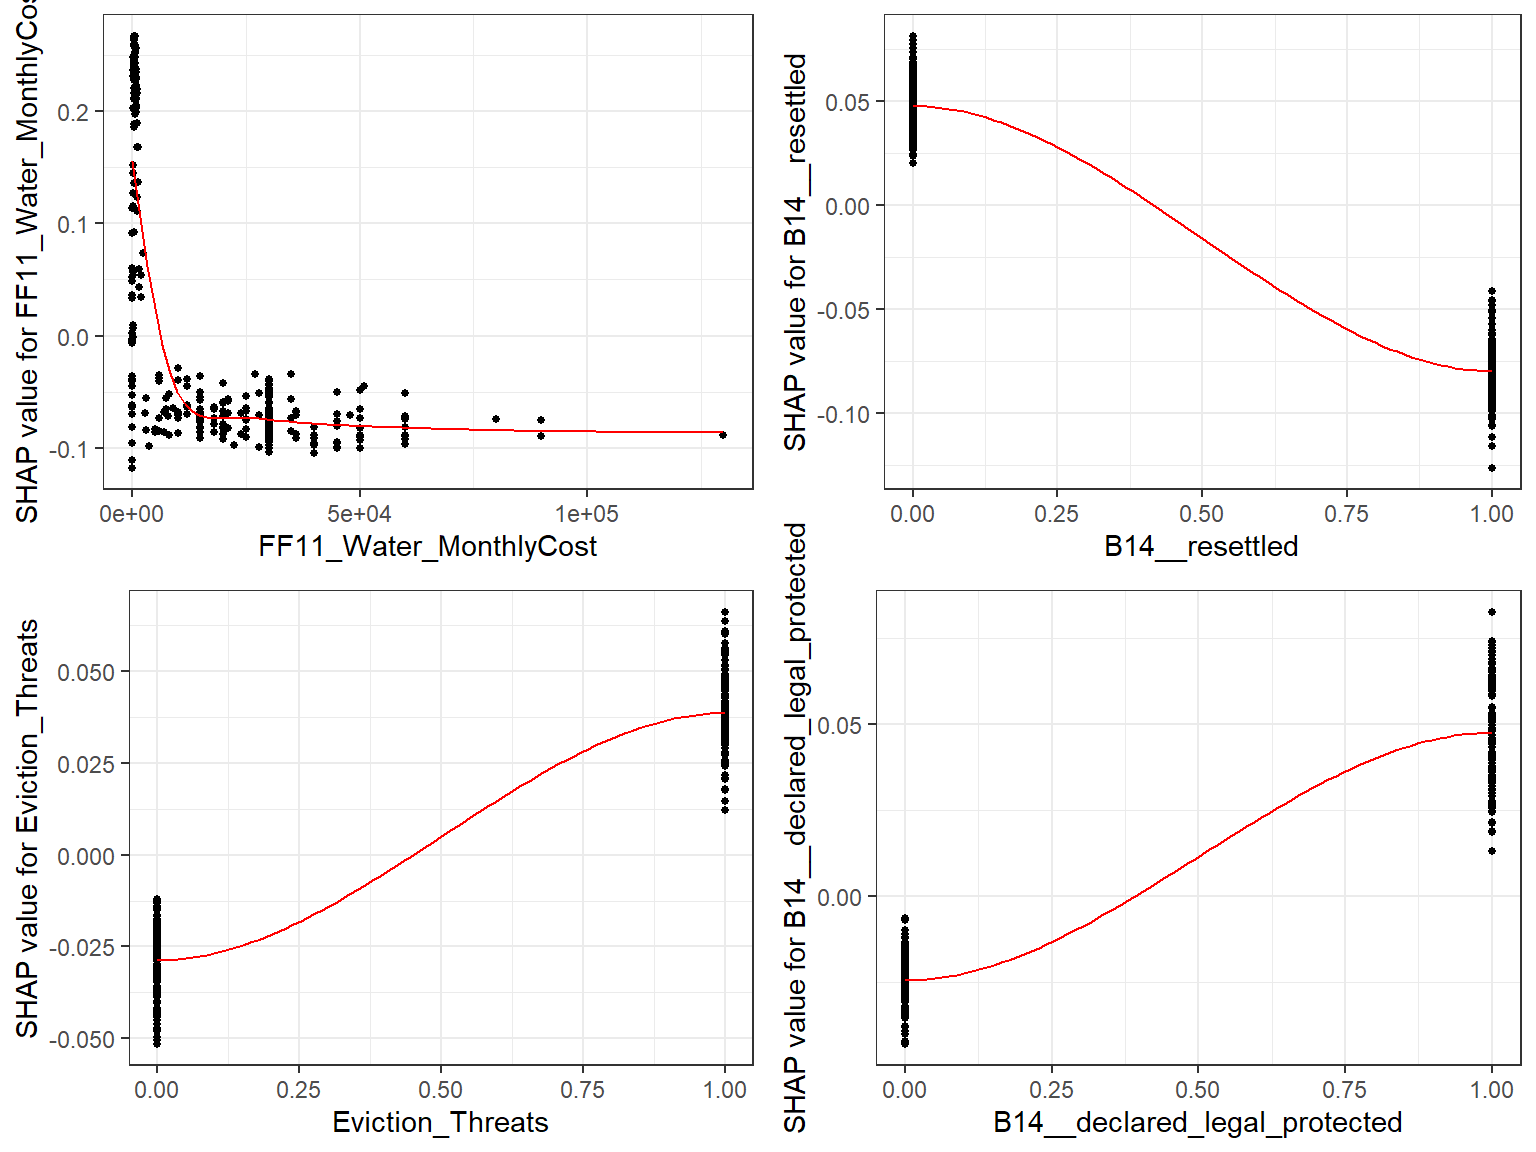 SHAP value for FF11_Water_MonthlyCos
0.2
0.1
0.0
-0.1
0e+00 5e+04 1e+05
FF11_Water_MonthlyCost
SHAP value for B14__resettled
0.05
0.00
-0.05
-0.10
0.00 0.25 0.50 0.75 1.00
B14__resettled
SHAP value for Eviction_Threats
0.050
0.025
0.000
-0.025
-0.050
0.00 0.25 0.50 0.75 1.00
Eviction_Threats
SHAP value for B14__declared_legal_protected
0.05
0.00
0.00 0.25 0.50 0.75 1.00
B14__declared_legal_protected